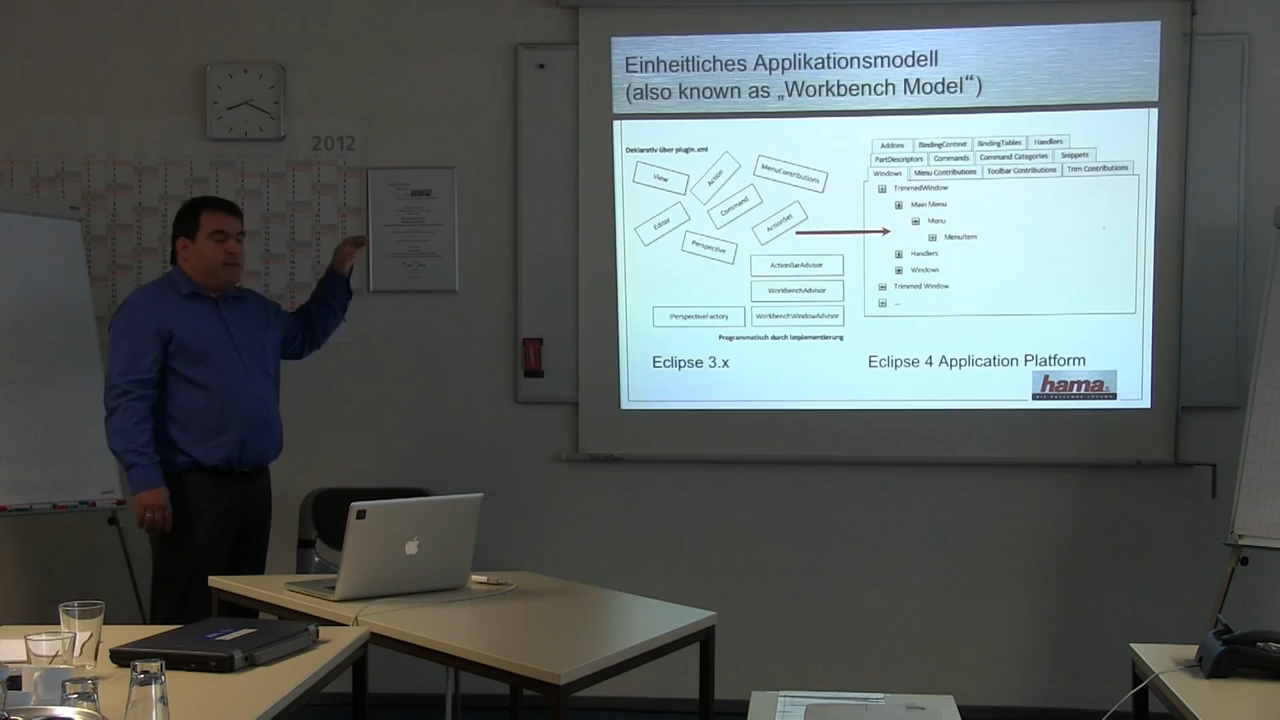 2012
Einheitliches Applikationsmodell
(also known as „Workbench Model“)
Deklarativ über plugin.xml
View
Action
MenuContributions
Editor
Command
ActionSet
Perspective
ActionBarAdvisor
WorkbenchAdvisor
IPerspectiveFactory
WorkbenchWindowAdvisor
Programmatisch durch Implementierung
Eclipse 3.x
Addons BindingContext BindingTables Handlers
PartDescriptors Commands Command Categories Snippets
Windows Menu Contributions Toolbar Contributions Trim Contributions
TrimmedWindow
Main Menu
Menu
MenuItem
Handlers
Windows
Trimmed Window
...
Eclipse 4 Application Platform
hama
DIE PASSENDE LÖSUNG